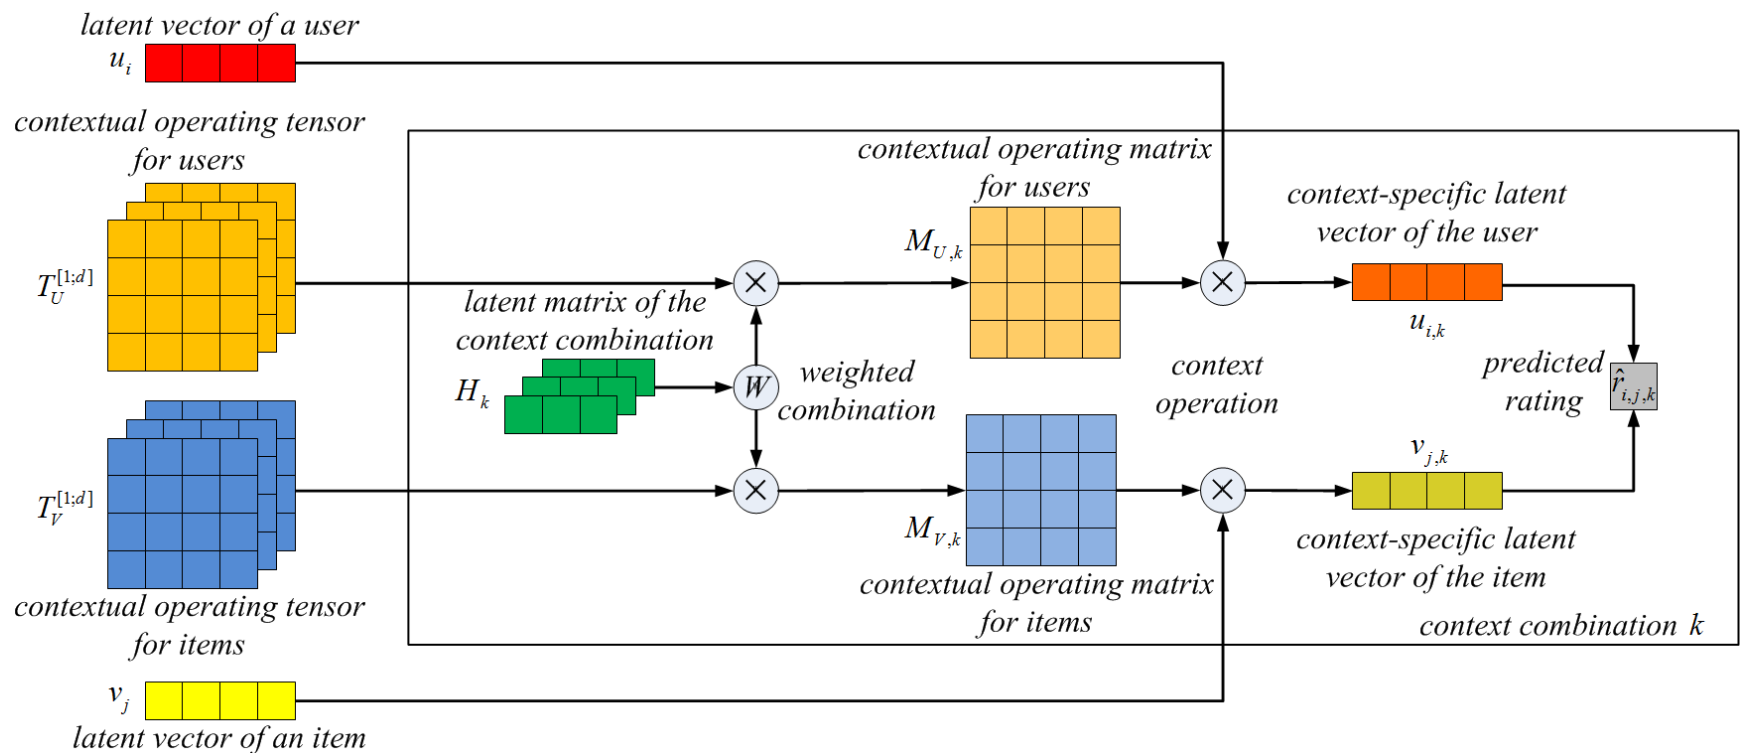 latent vector of a user
u_i
contextual operating tensor
for users
T_U^[1;d]
contextual operating matrix
for users
M_{U,k}
context-specific latent
vector of the user
u_{i,k}
latent matrix of the
context combination
H_k
W
weighted
combination
context
operation
predicted
rating
r̂_{i,j,k}
T_V^[1;d]
contextual operating tensor
for items
M_{V,k}
contextual operating matrix
for items
v_{j,k}
context-specific latent
vector of the item
context combination k
v_j
latent vector of an item